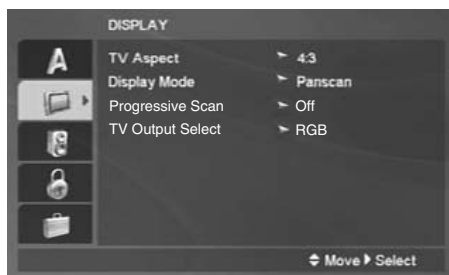 DISPLAY
TV Aspect 4:3
Display Mode Panscan
Progressive Scan Off
TV Output Select RGB
Move Select